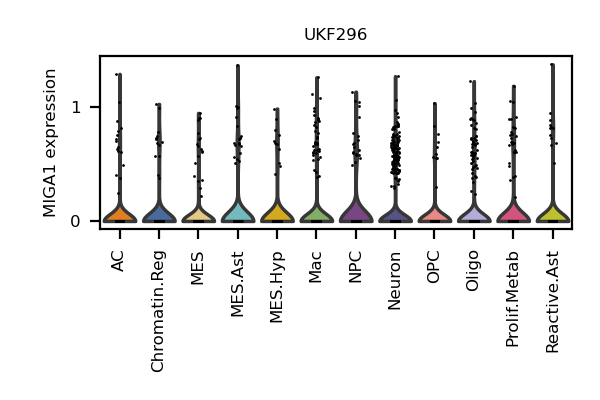 UKF296
MIGA1 expression
1
0
AC
Chromatin.Reg
MES
MES.Ast
MES.Hyp
Mac
NPC
Neuron
OPC
Oligo
Prolif.Metab
Reactive.Ast